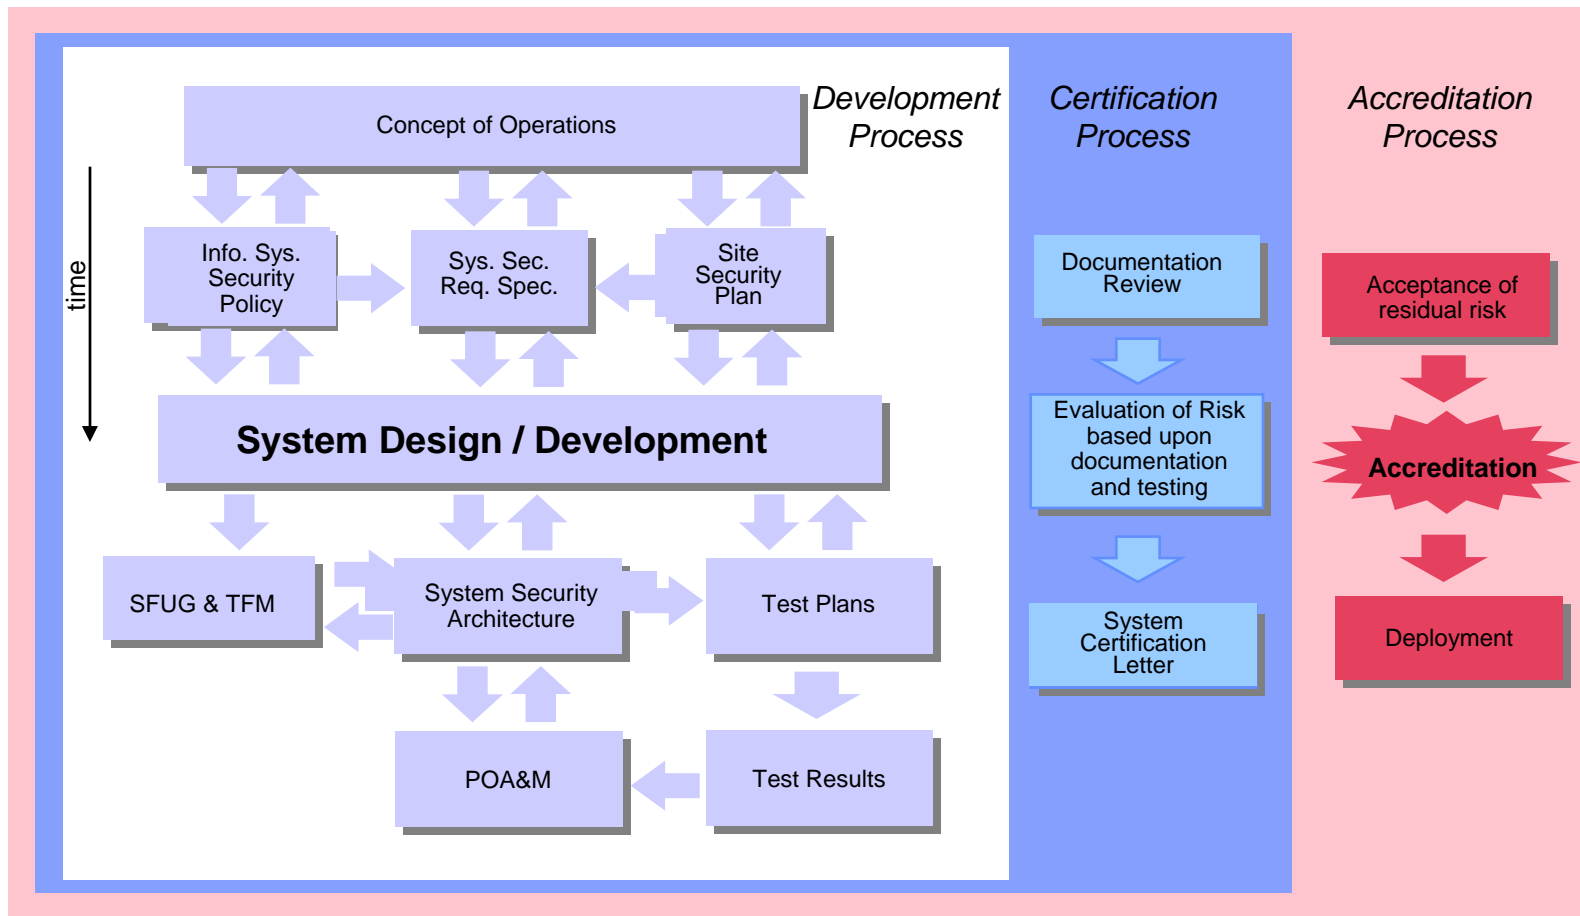 Development
Process
Certification
Process
Accreditation
Process
Concept of Operations
time
Info. Sys.
Security
Policy
Sys. Sec.
Req. Spec.
Site
Security
Plan
Documentation
Review
Acceptance of
residual risk
System Design / Development
Evaluation of Risk
based upon
documentation
and testing
Accreditation
SFUG & TFM
System Security
Architecture
Test Plans
System
Certification
Letter
Deployment
POA&M
Test Results